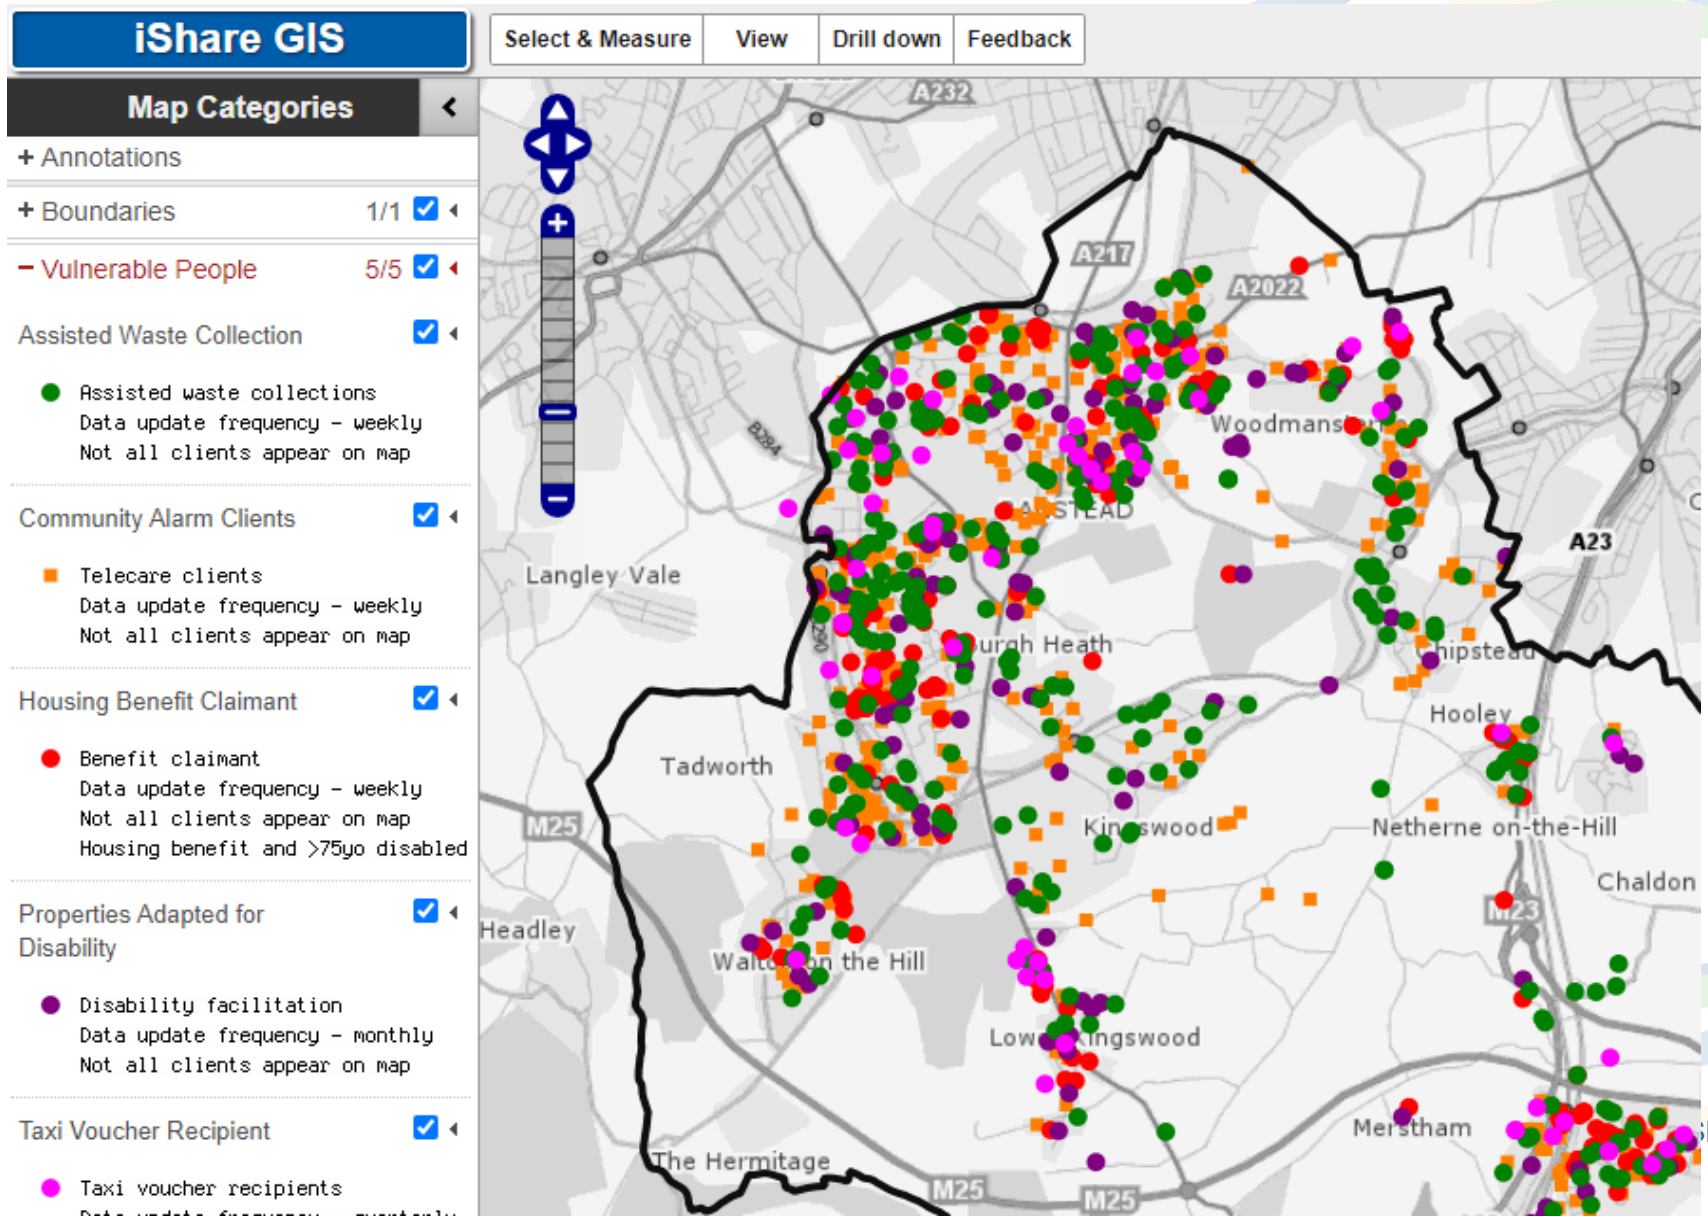 iShare GIS
Select & Measure
View
Drill down
Feedback
Map Categories
+ Annotations
+ Boundaries 1/1
− Vulnerable People 5/5
Assisted Waste Collection
Assisted waste collections
Data update frequency - weekly
Not all clients appear on map
Community Alarm Clients
Telecare clients
Data update frequency - weekly
Not all clients appear on map
Housing Benefit Claimant
Benefit claimant
Data update frequency - weekly
Not all clients appear on map
Housing benefit and >75yo disabled
Properties Adapted for
Disability
Disability facilitation
Data update frequency - monthly
Not all clients appear on map
Taxi Voucher Recipient
Taxi voucher recipients
A232
A217
A2022
B284
A23
Langley Vale
Heath
Hooley
Tadworth
M25
Netherne on-the-Hill
Chaldon
M23
Headley
on the Hill
Merstham
The Hermitage
M25
M25